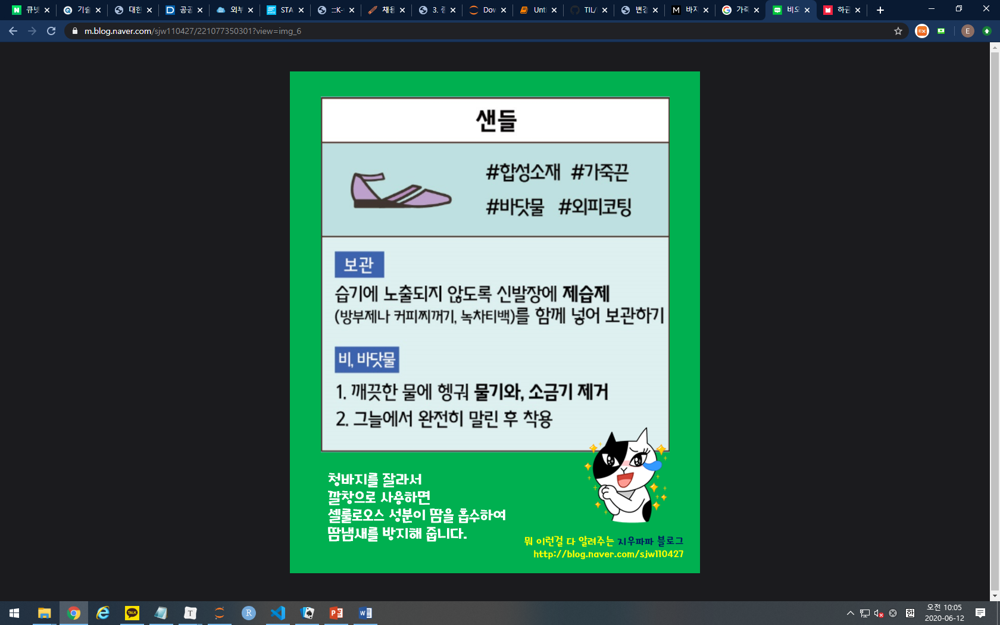 큐넷
기술
대한
공공
외부
STA
:::K-
채용
3. 
Dow
Unti
TIL/
변경
바지
가죽
비오
하금
m.blog.naver.com/sjw110427/221077350301?view=img_6
샌들
#합성소재 #가죽끈
#바닷물 #외피코팅
보관
습기에 노출되지 않도록 신발장에 제습제
(방부제나 커피찌꺼기, 녹차티백)를 함께 넣어 보관하기
비, 바닷물
1. 깨끗한 물에 헹궈 물기와, 소금기 제거
2. 그늘에서 완전히 말린 후 착용
청바지를 잘라서
깔창으로 사용하면
셀룰로오스 성분이 땀을 흡수하여
땀냄새를 방지해 줍니다.
뭐 이런걸 다 알려주는 지우파파 블로그
http://blog.naver.com/sjw110427
오전 10:05
2020-06-12